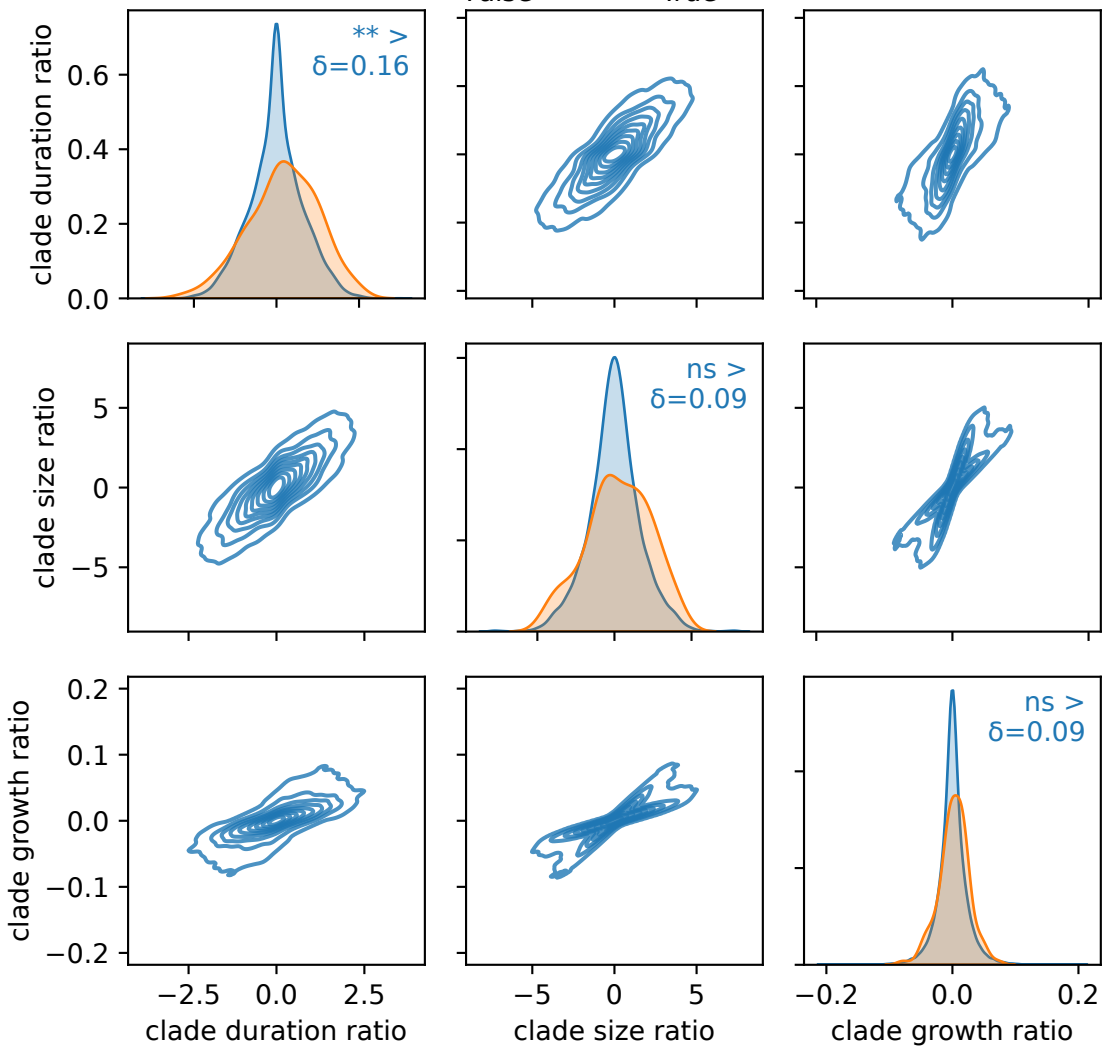 clade duration ratio
0.6
0.4
0.2
0.0
** >
δ=0.16
clade size ratio
5
0
−5
ns >
δ=0.09
clade growth ratio
0.2
0.1
0.0
−0.1
−0.2
ns >
δ=0.09
−2.5 0.0 2.5
−5 0 5
−0.2 0.0 0.2
clade duration ratio
clade size ratio
clade growth ratio